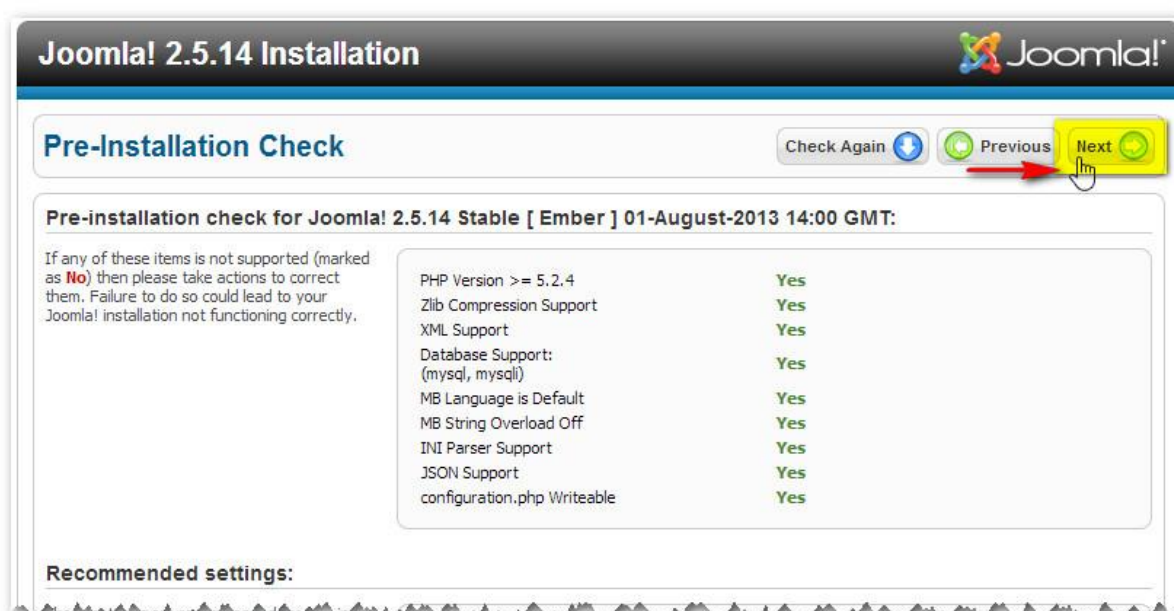 Joomla! 2.5.14 Installation
Joomla!
Pre-Installation Check
Check Again
Previous
Next
Pre-installation check for Joomla! 2.5.14 Stable [ Ember ] 01-August-2013 14:00 GMT:
If any of these items is not supported (marked
as No) then please take actions to correct
them. Failure to do so could lead to your
Joomla! installation not functioning correctly.
PHP Version >= 5.2.4 Yes
Zlib Compression Support Yes
XML Support Yes
Database Support:
(mysql, mysqli) Yes
MB Language is Default Yes
MB String Overload Off Yes
INI Parser Support Yes
JSON Support Yes
configuration.php Writeable Yes
Recommended settings: